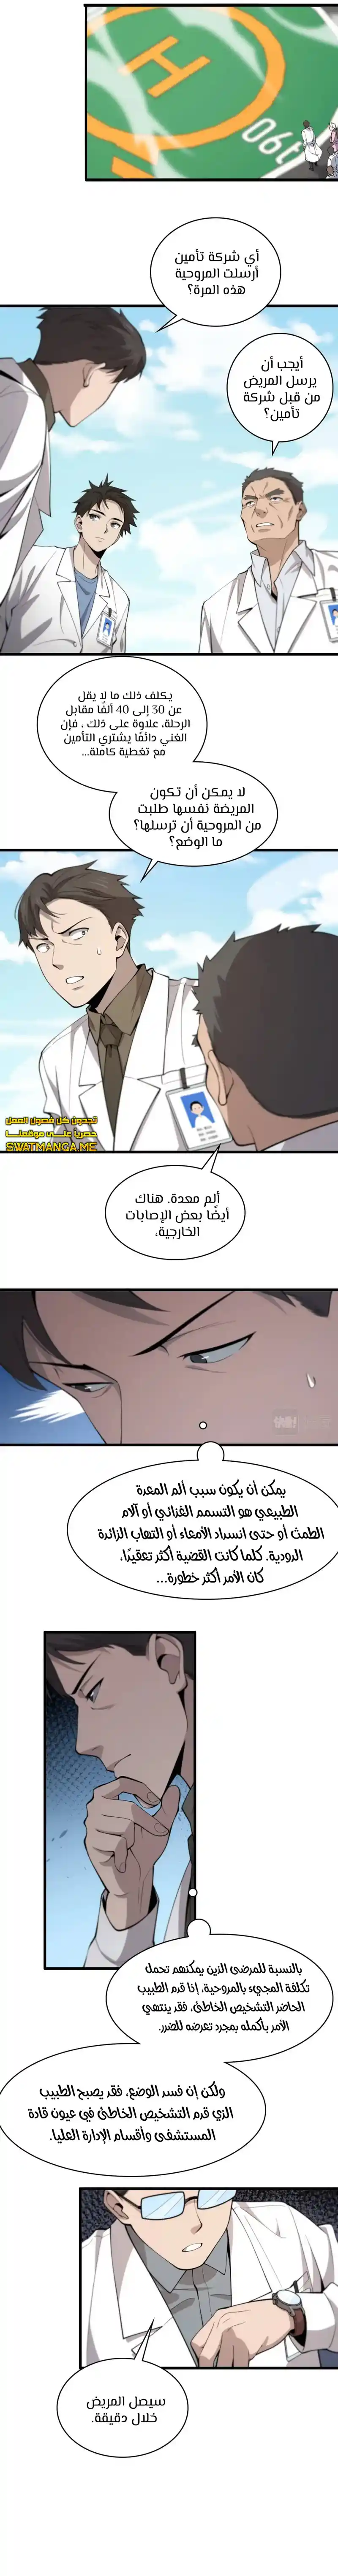 190t
H
أي شركة تأمين
أرسلت المروحية
هذه المرة؟
أيجب أن
يرسل المريض
من قبل شركة
تأمين؟
يكلف ذلك ما لا يقل
عن 30 إلى 40 ألفًا مقابل
الرحلة، علاوة على ذلك ، فإن
الغني دائمًا يشتري التأمين
مع تغطية كاملة...
لا يمكن أن تكون
المريضة نفسها طلبت
من المروحية أن ترسلها؟
ما الوضع؟
تجدون كل فصول العمل
حصريا على موقعنا
SWATMANGA.ME
ألم معدة. هناك
أيضًا بعض الإصابات
الخارجية،
يمكن أن يكون سبب ألم المعدة
الطبيعي هو التسمم الغذائي أو آلام
الطمث أو حتى انسداد الأمعاء أو التهاب الزائدة
الدودية. كلما كانت القضية أكثر تعقيدًا،
كان الأمر أكثر خطورة...
بالنسبة للمرضى الذين يمكنهم تحمل
تكلفة المجيء بالمروحية، إذا قدم الطبيب
الحاضر التشخيص الخاطئ، فقد ينتهي
الأمر بأكمله بمجرد تعرضه للضرر.
ولكن إن فسد الوضع، فقد يصبح الطبيب
الذي قدم التشخيص الخاطئ في عيون قادة
المستشفى وأقسام الإدارة العليا.
سيصل المريض
خلال دقيقة.